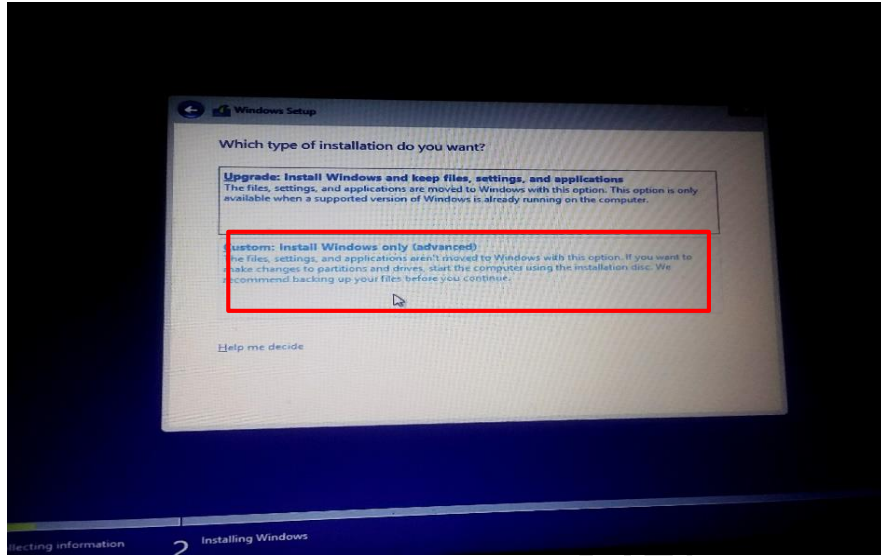 Windows Setup
Which type of installation do you want?
Upgrade: Install Windows and keep files, settings, and applications
The files, settings, and applications are moved to Windows with this option. This option is only
available when a supported version of Windows is already running on the computer.
Custom: Install Windows only (advanced)
The files, settings, and applications aren't moved to Windows with this option. If you want to
make changes to partitions and drives, start the computer using the installation disc. We
recommend backing up your files before you continue.
Help me decide
llecting information
2 Installing Windows